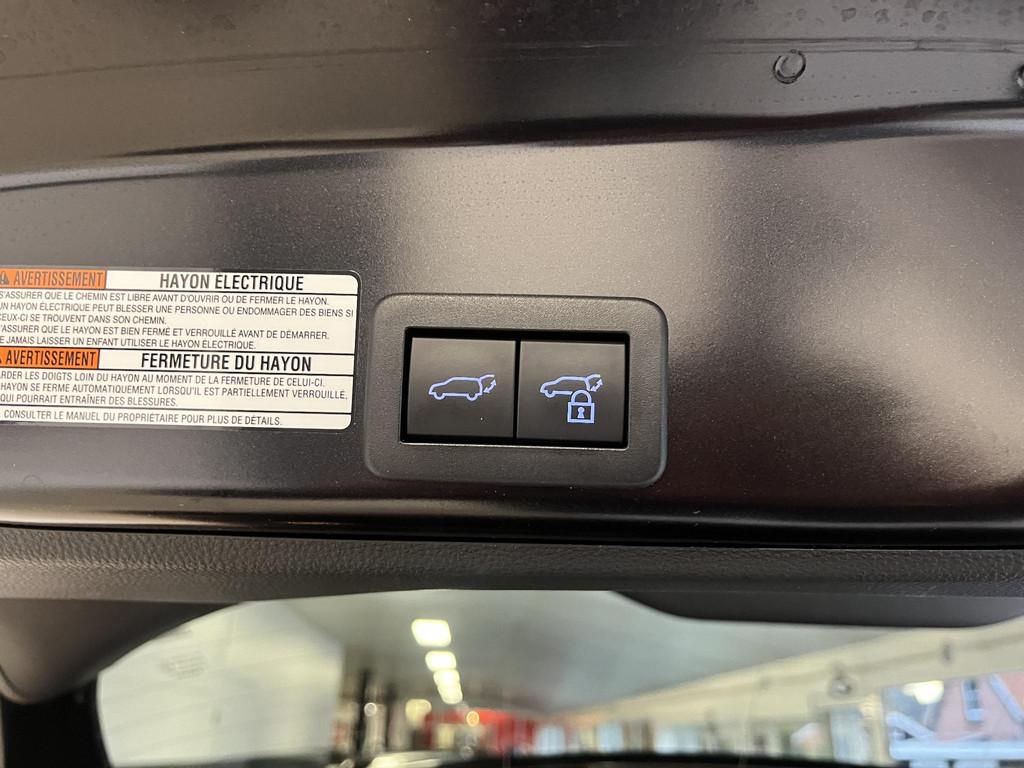 AVERTISSEMENT HAYON ÉLECTRIQUE
S'ASSURER QUE LE CHEMIN EST LIBRE AVANT D'OUVRIR OU DE FERMER LE HAYON.
UN HAYON ÉLECTRIQUE PEUT BLESSER UNE PERSONNE OU ENDOMMAGER DES BIENS SI
CEUX-CI SE TROUVENT DANS SON CHEMIN.
S'ASSURER QUE LE HAYON EST BIEN FERMÉ ET VERROUILLÉ AVANT DE DÉMARRER.
NE JAMAIS LAISSER UN ENFANT UTILISER LE HAYON ÉLECTRIQUE.
AVERTISSEMENT FERMETURE DU HAYON
GARDER LES DOIGTS LOIN DU HAYON AU MOMENT DE LA FERMETURE DE CELUI-CI.
HAYON SE FERME AUTOMATIQUEMENT LORSQU'IL EST PARTIELLEMENT VERROUILLÉ,
QUI POURRAIT ENTRAÎNER DES BLESSURES.
CONSULTER LE MANUEL DU PROPRIÉTAIRE POUR PLUS DE DÉTAILS.